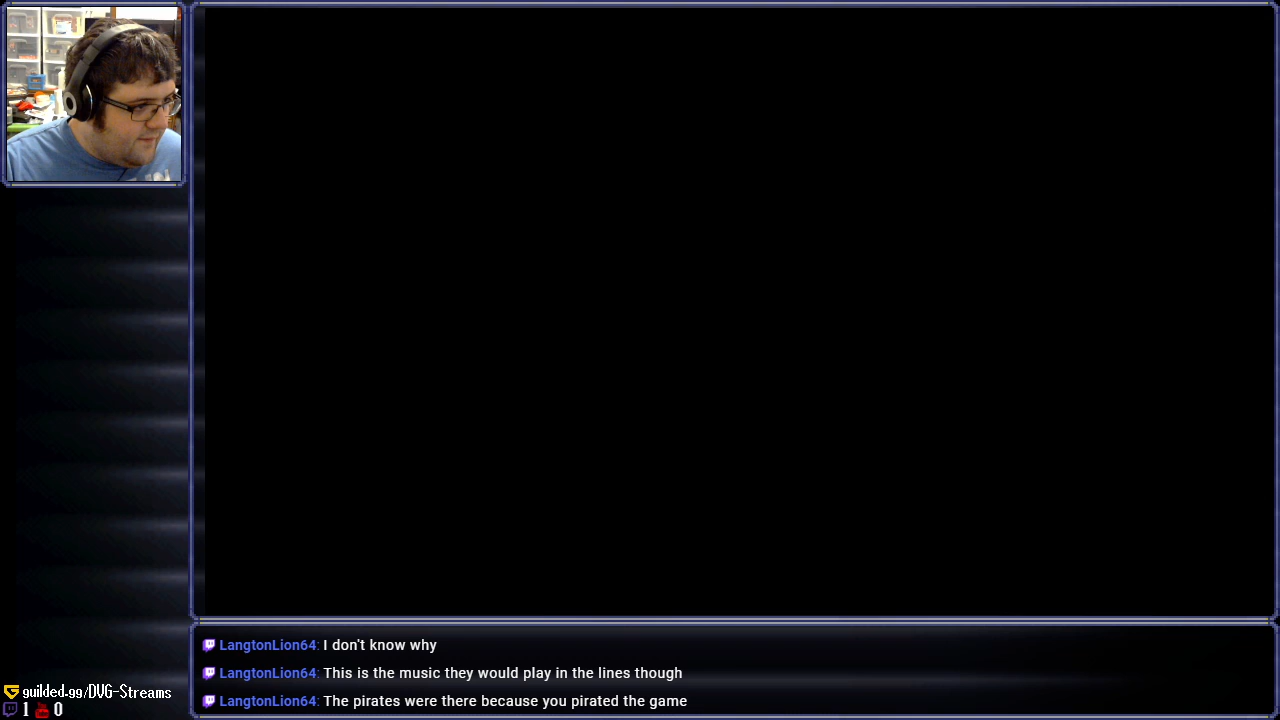 LangtonLion64: I don't know why
LangtonLion64: This is the music they would play in the lines though
LangtonLion64: The pirates were there because you pirated the game
guilded.gg/DVG-Streams
1 0